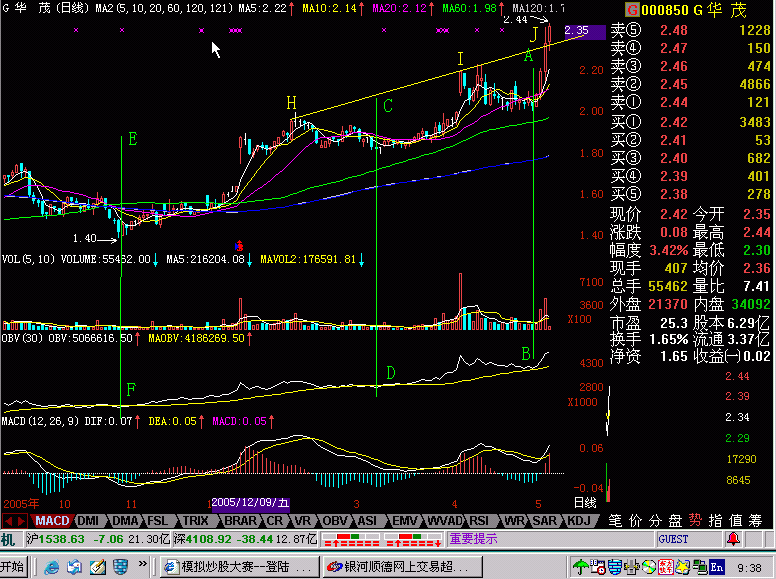 G 华 茂 (日线) MA2 (5, 10, 20, 60, 120, 121) MA5:2.22↑ MA10:2.14↑ MA20:2.12↑ MA60:1.98↑ MA120:1.7
2.44
2.35
J
A
I
H
C
E
2.20
2.00
1.80
1.60
1.40
1.40
VOL(5,10) VOLUME:55462.00↓ MA5:216204.08↓ MAVOL2:176591.81↓
7100
3600
X100
OBV(30) OBV:5066616.50↑ MAOBV:4186269.50↑
B
D
F
4300
2800
X1000
MACD(12,26,9) DIF:0.07↑ DEA:0.05↑ MACD:0.05↑
0.06
-0.04
2005年 10 11 1 2005/12/09/五 3 4 5 日线
MACD DMI DMA FSL TRIX BRAR CR VR OBV ASI EMV WVAD RSI WR SAR KDJ
G 000850 G 华 茂
卖⑤ 2.48 1228
卖④ 2.47 150
卖③ 2.46 474
卖② 2.45 4866
卖① 2.44 121
买① 2.42 3483
买② 2.41 53
买③ 2.40 682
买④ 2.39 401
买⑤ 2.38 278
现价 2.42 今开 2.35
涨跌 0.08 最高 2.44
幅度 3.42% 最低 2.30
现手 407 均价 2.36
总手 55462 量比 7.41
外盘 21370 内盘 34092
市盈 25.3 股本 6.29亿
换手 1.65% 流通 3.37亿
净资 1.65 收益㈠ 0.02
2.44
2.39
2.34
2.29
17290
8645
笔 价 分 盘 势 指 值 筹
机 沪1538.63 -7.06 21.30亿 深4108.92 -38.44 12.87亿 重要提示 GUEST
开始 模拟炒股大赛--登陆 ... 银河顺德网上交易超... En 9:38